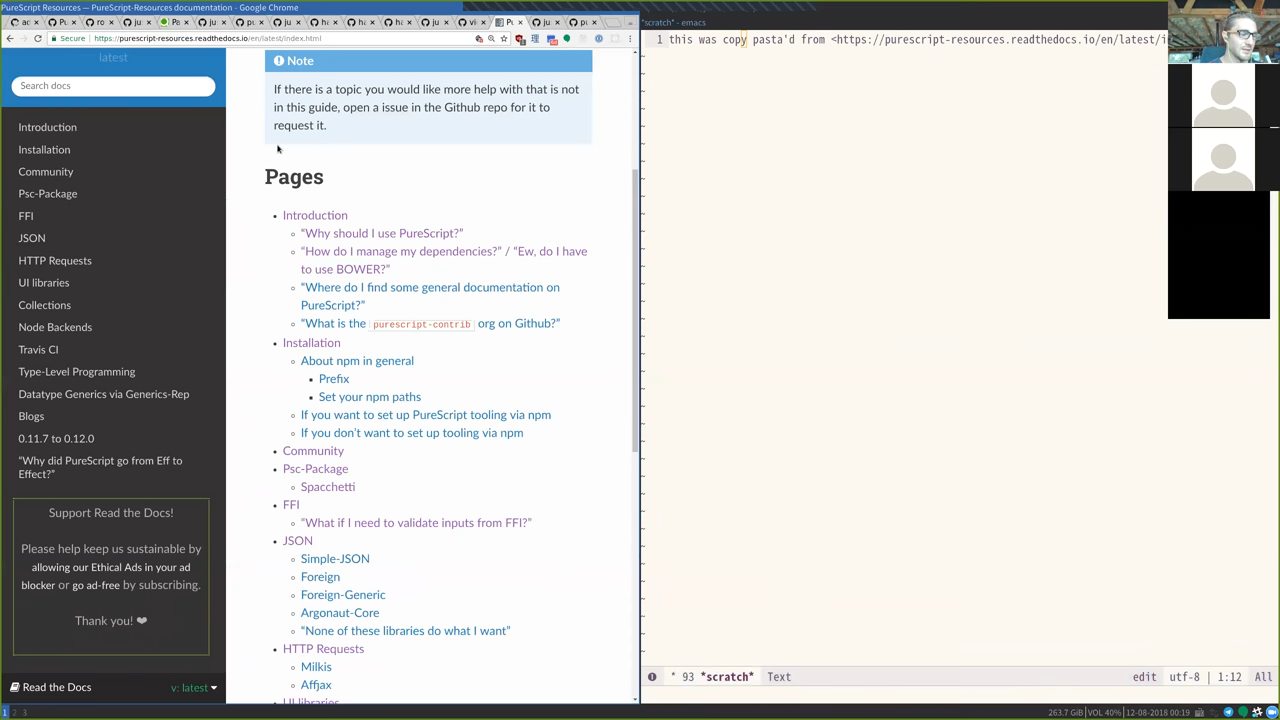 PureScript Resources — PureScript-Resources documentation - Google Chrome
Secure
https://purescript-resources.readthedocs.io/en/latest/index.html
latest
Search docs
Introduction
Installation
Community
Psc-Package
FFI
JSON
HTTP Requests
UI libraries
Collections
Node Backends
Travis CI
Type-Level Programming
Datatype Generics via Generics-Rep
Blogs
0.11.7 to 0.12.0
“Why did PureScript go from Eff to
Effect?”
Support Read the Docs!
Please help keep us sustainable by
allowing our Ethical Ads in your ad
blocker or go ad-free by subscribing.
Thank you! ❤
Read the Docs
v: latest
Note
If there is a topic you would like more help with that is not
in this guide, open a issue in the Github repo for it to
request it.
Pages
Introduction
“Why should I use PureScript?”
“How do I manage my dependencies?” / “Ew, do I have
to use BOWER?”
“Where do I find some general documentation on
PureScript?”
“What is the purescript-contrib org on Github?”
Installation
About npm in general
Prefix
Set your npm paths
If you want to set up PureScript tooling via npm
If you don’t want to set up tooling via npm
Community
Psc-Package
Spacchetti
FFI
“What if I need to validate inputs from FFI?”
JSON
Simple-JSON
Foreign
Foreign-Generic
Argonaut-Core
“None of these libraries do what I want”
HTTP Requests
Milkis
Affjax
UI libraries
*scratch* - emacs
1 this was copy pasta'd from <https://purescript-resources.readthedocs.io/en/latest/i
* 93 *scratch* Text
edit utf-8 | 1:12 All
1 2 3
263.7 GiB | VOL 40% | 12-08-2018 00:19